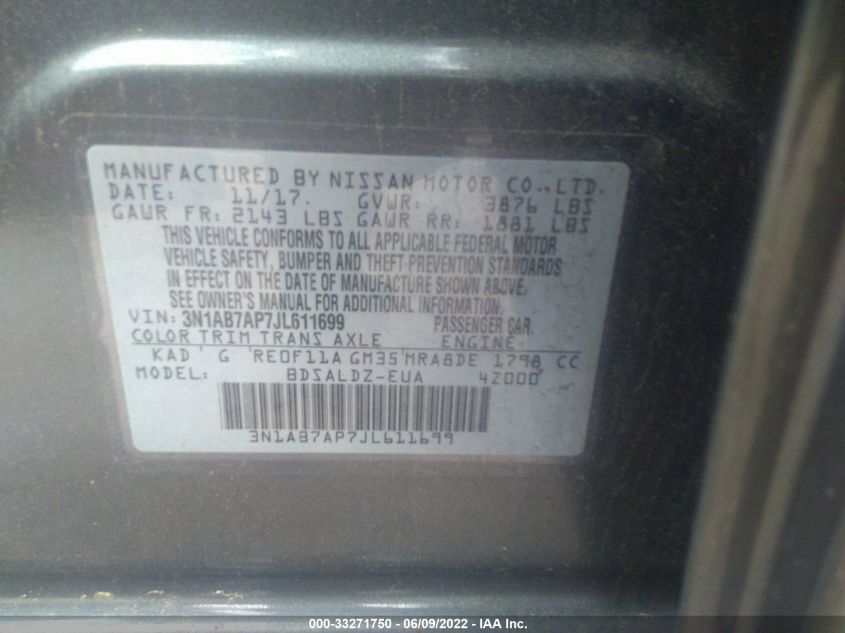 MANUFACTURED BY NISSAN MOTOR CO.,LTD.
DATE: 11/17. GVWR: 3876 LBS
GAWR FR: 2143 LBS GAWR RR: 1881 LBS
THIS VEHICLE CONFORMS TO ALL APPLICABLE FEDERAL MOTOR
VEHICLE SAFETY, BUMPER AND THEFT PREVENTION STANDARDS
IN EFFECT ON THE DATE OF MANUFACTURE SHOWN ABOVE.
SEE OWNER'S MANUAL FOR ADDITIONAL INFORMATION.
VIN: 3N1AB7AP7JL611699 PASSENGER CAR.
COLOR TRIM TRANS AXLE ENGINE
KAD G RE0F11A GM35 MRA8DE 1798 CC
MODEL: BDSALDZ-EUA 4Z000
3N1AB7AP7JL611699
000-33271750 - 06/09/2022 - IAA Inc.